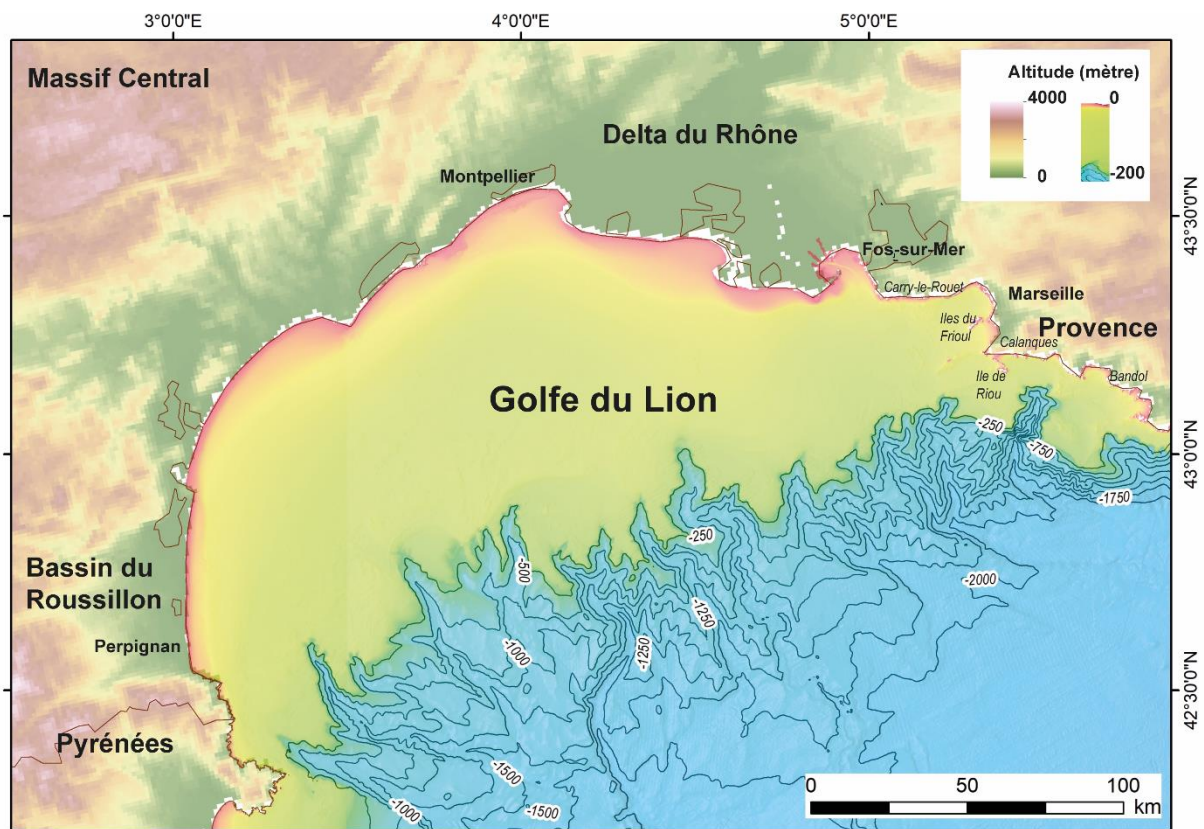 3°0'0"E
4°0'0"E
5°0'0"E
Massif Central
Altitude (mètre)
4000
0
0
-200
Delta du Rhône
Montpellier
43°30'0"N
Fos-sur-Mer
Carry-le-Rouet
Marseille
Iles du
Frioul
Provence
Calanques
Ile de
Riou
Bandol
Golfe du Lion
-250
-750
43°0'0"N
-1750
-250
-500
-2000
Bassin du
Roussillon
-1250
-1000
-1250
Perpignan
42°30'0"N
Pyrénées
-1500
-1000
-1500
0
50
100
km